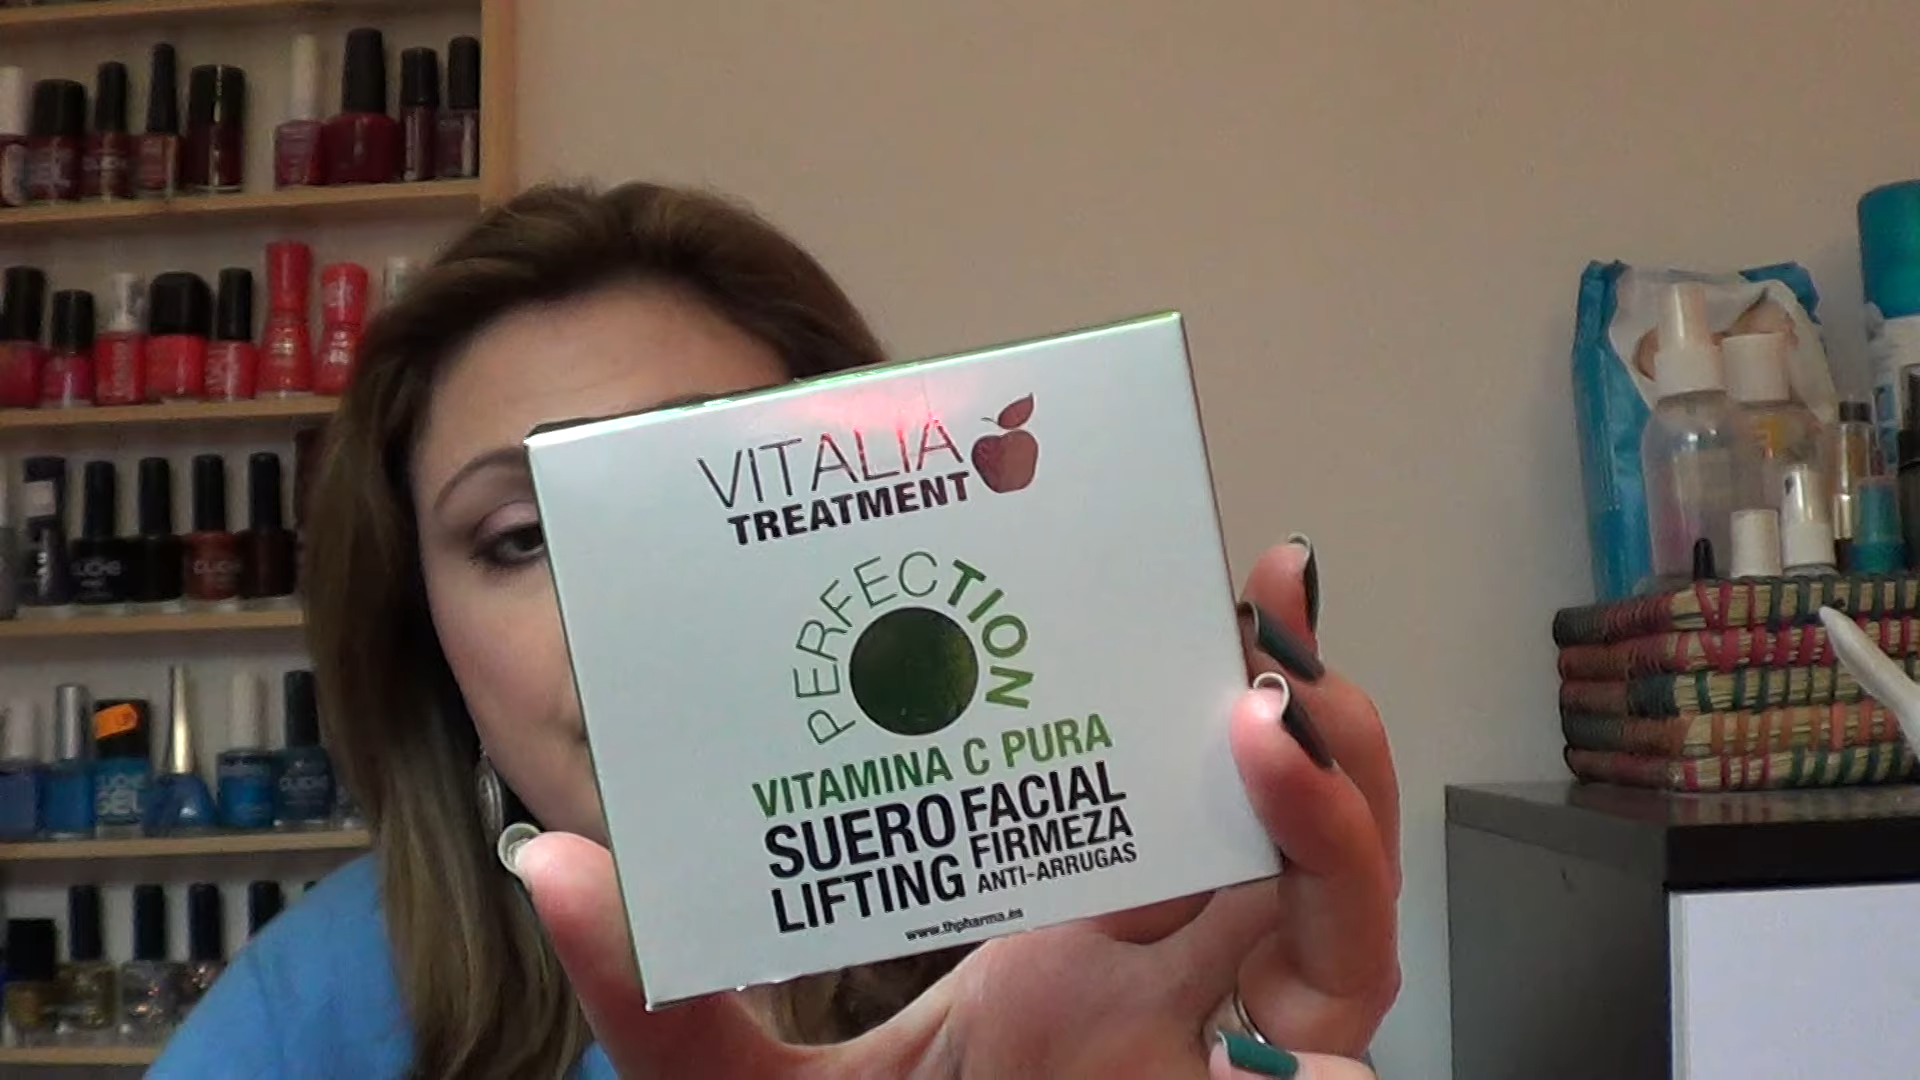 VITALIA
TREATMENT
PERFECTION
VITAMINA C PURA
SUERO FACIAL
LIFTING FIRMEZA
ANTI-ARRUGAS
www.thpharma.es